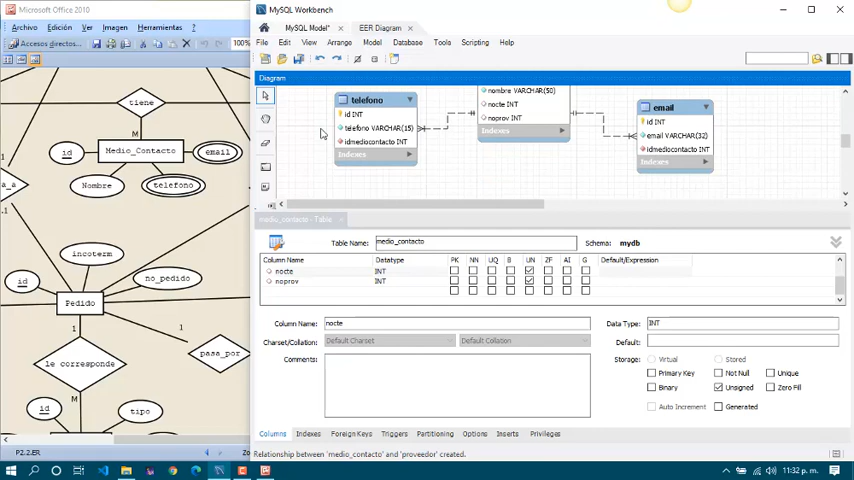 Microsoft Visio 2010
Archivo Edición Ver Imagen Herramientas
Accesos directos... 100%
tiene
M
Medio_Contacto
id
email
Nombre
telefono
a_a
.1
incoterm
id
no_pedido
Pedido
1
1
le corresponde
pasa_por
M
id
tipo
P2.2.ER
MySQL Workbench
MySQL Model*
EER Diagram
File Edit View Arrange Model Database Tools Scripting Help
Diagram
telefono
id INT
telefono VARCHAR(15)
idmediocontacto INT
Indexes
nombre VARCHAR(50)
nocte INT
noprov INT
Indexes
email
id INT
email VARCHAR(32)
idmediocontacto INT
Indexes
medio_contacto - Table
Table Name: medio_contacto Schema: mydb
Column Name Datatype PK NN UQ B UN ZF AI G Default/Expression
nocte INT
noprov INT
Column Name: nocte Data Type: INT
Charset/Collation: Default Charset Default Collation Default:
Comments: Storage: Virtual Stored
Primary Key Not Null Unique
Binary Unsigned Zero Fill
Auto Increment Generated
Columns Indexes Foreign Keys Triggers Partitioning Options Inserts Privileges
Relationship between 'medio_contacto' and 'proveedor' created.
11:32 p. m.